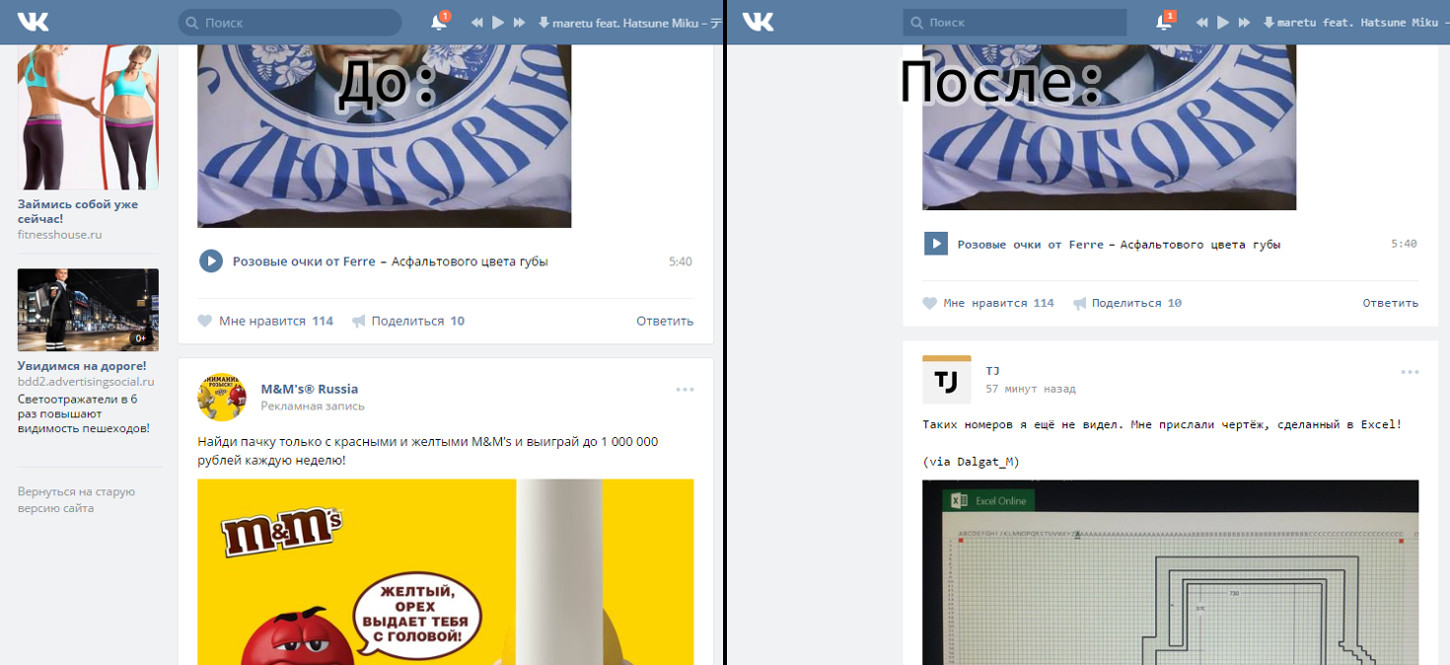 Поиск
1
maretu feat. Hatsune Miku – デ
До:
ЛЮБОВЬЮ
Займись собой уже
сейчас!
fitnesshouse.ru
0+
Увидимся на дороге!
bdd2.advertisingsocial.ru
Светоотражатели в 6
раз повышают
видимость пешеходов!
Вернуться на старую
версию сайта
Розовые очки от Ferre – Асфальтового цвета губы
5:40
Мне нравится 114
Поделиться 10
Ответить
M&M's® Russia
Рекламная запись
Найди пачку только с красными и желтыми M&M's и выиграй до 1 000 000
рублей каждую неделю!
m&m's
ЖЕЛТЫЙ,
ОРЕХ
ВЫДАЕТ ТЕБЯ
С ГОЛОВОЙ!
Поиск
1
maretu feat. Hatsune Miku –
После:
ЛЮБОВЬЮ
Розовые очки от Ferre – Асфальтового цвета губы
5:40
Мне нравится 114
Поделиться 10
Ответить
TJ
TJ
57 минут назад
Таких номеров я ещё не видел. Мне прислали чертёж, сделанный в Excel!
(via Dalgat_M)
Excel Online
730